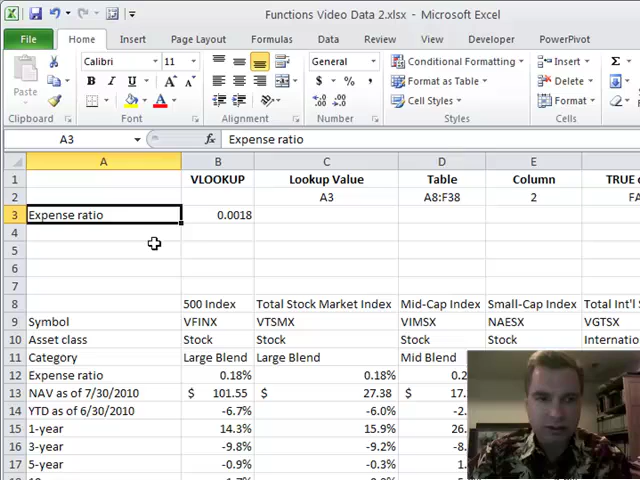 Functions Video Data 2.xlsx - Microsoft Excel
File Home Insert Page Layout Formulas Data Review View Developer PowerPivot
Calibri 11 General Conditional Formatting Insert
Paste B I U Format as Table Delete
Cell Styles Format
Clipboard Font Alignment Number Styles Cells
A3 fx Expense ratio
A B C D E
1 VLOOKUP Lookup Value Table Column TRUE
2 A3 A8:F38 2
3 Expense ratio 0.0018
4
5
6
7
8 500 Index Total Stock Market Index Mid-Cap Index Small-Cap Index Total Int'l
9 Symbol VFINX VTSMX VIMSX NAESX VGTSX
10 Asset class Stock Stock Stock Stock
11 Category Large Blend Large Blend Mid Blend
12 Expense ratio 0.18% 0.18%
13 NAV as of 7/30/2010 $ 101.55 $ 27.38 $
14 YTD as of 6/30/2010 -6.7% -6.0%
15 1-year 14.3% 15.9%
16 3-year -9.8% -9.2%
17 5-year -0.9% -0.3%